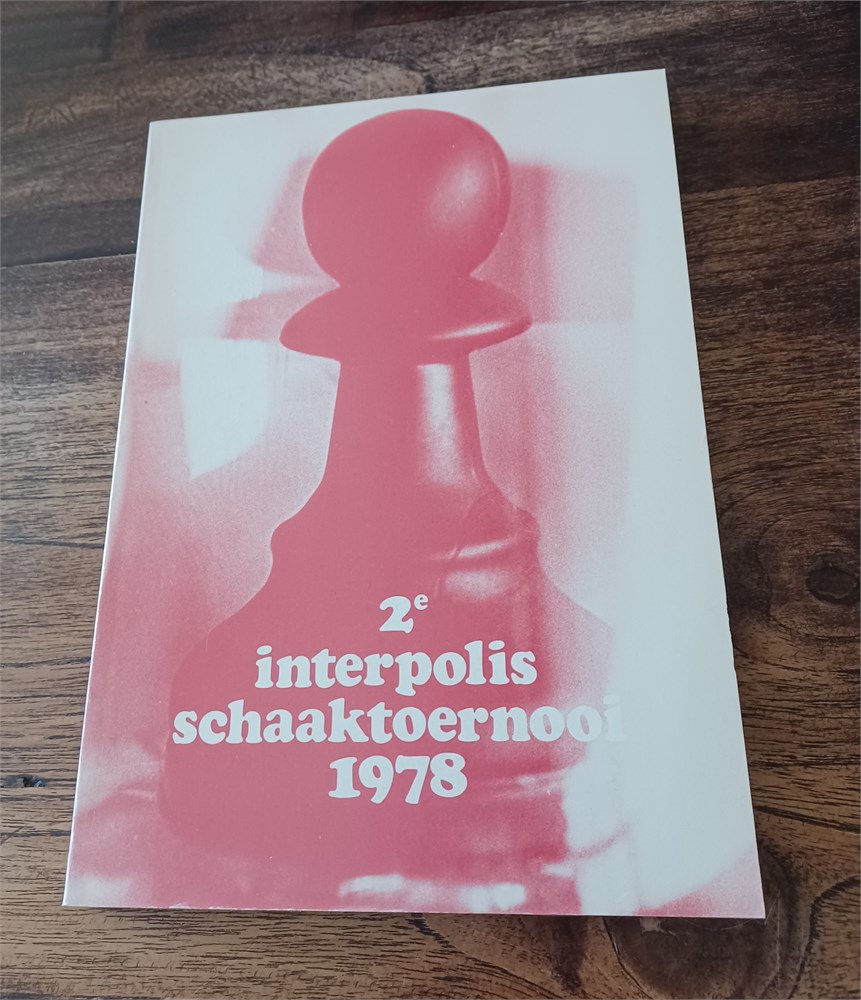 2e
interpolis
schaaktoernooi
1978